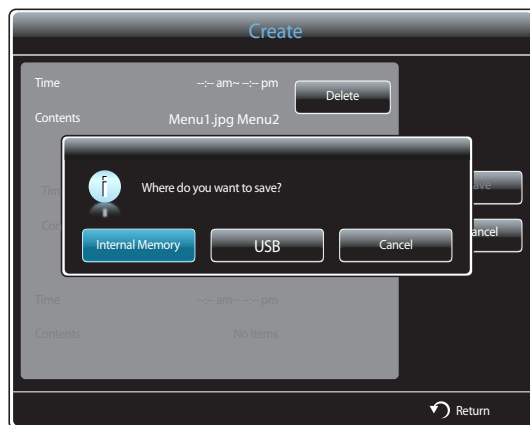 Create
Time --:-- am~ --:-- pm
Delete
Contents Menu1.jpg Menu2
Where do you want to save?
Internal Memory USB Cancel
Time --:-- am~ --:-- pm
Contents No Items
Return